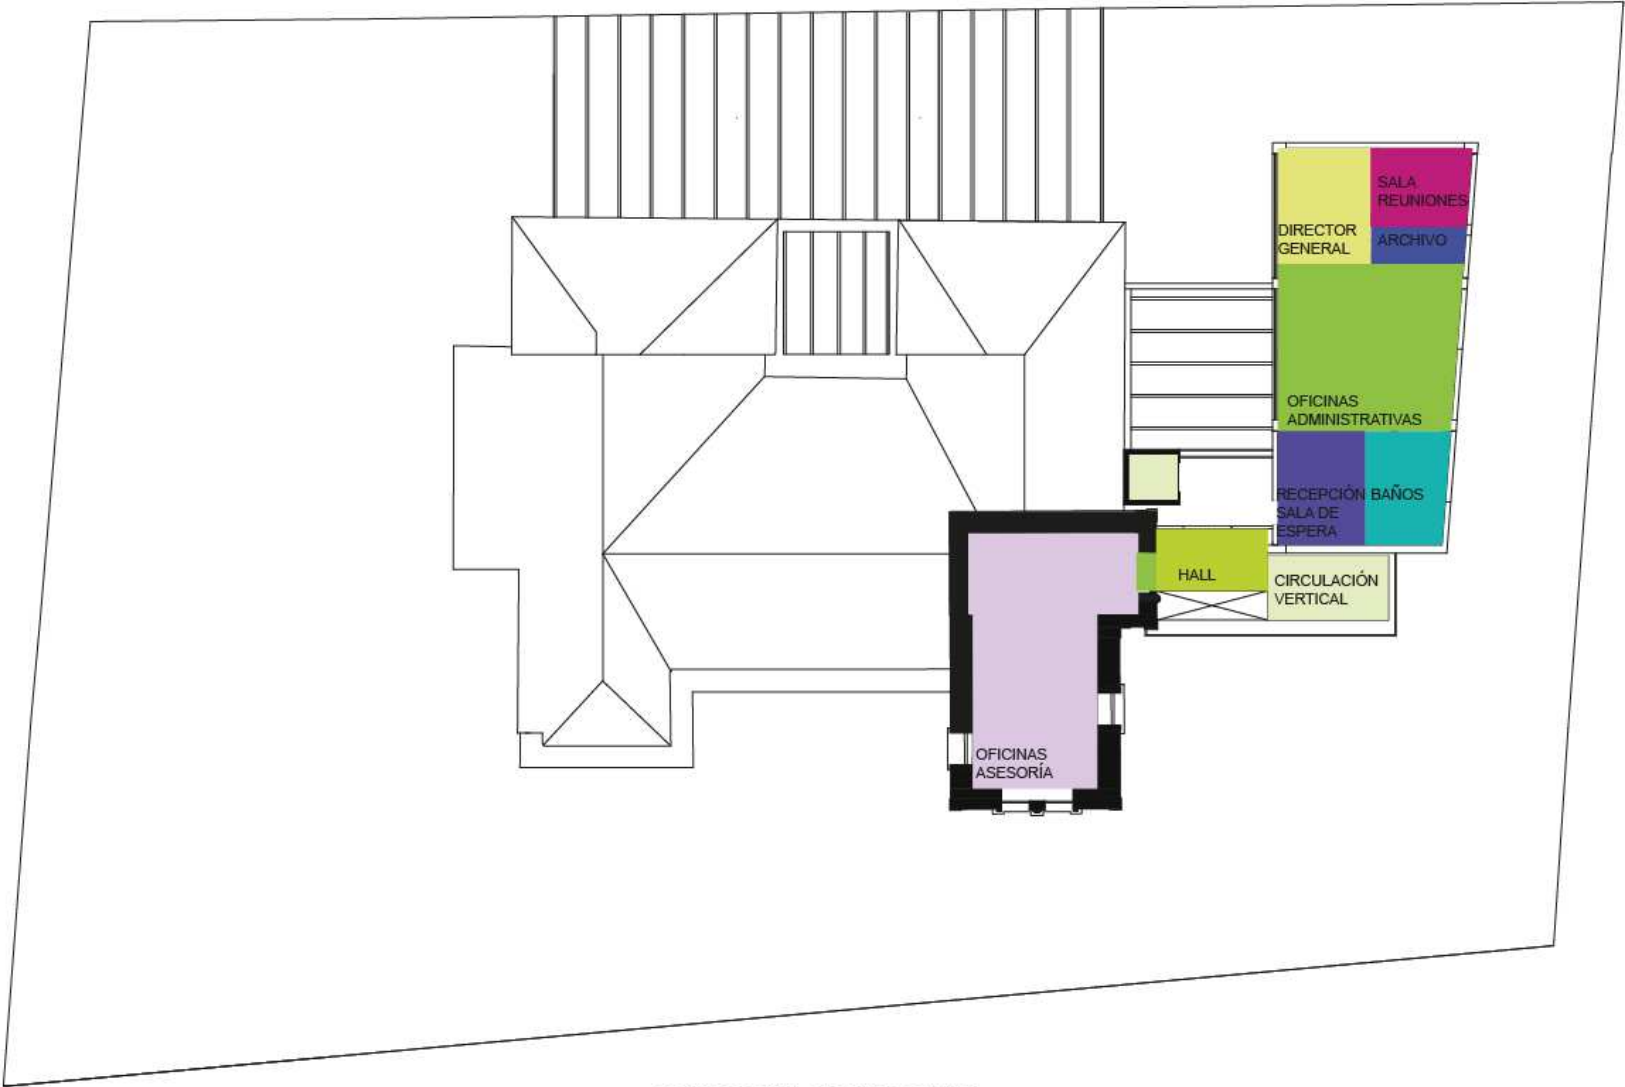 SALA
REUNIONES
DIRECTOR
GENERAL
ARCHIVO
OFICINAS
ADMINISTRATIVAS
RECEPCIÓN
SALA DE
ESPERA
BAÑOS
HALL
CIRCULACIÓN
VERTICAL
OFICINAS
ASESORÍA